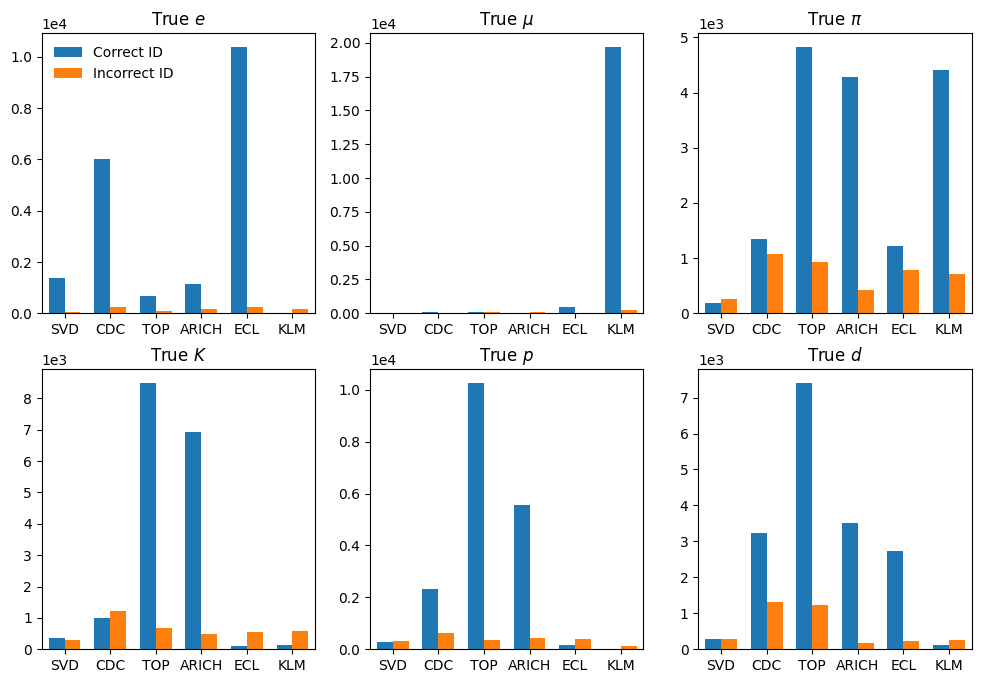 True e
1e4
1.0
0.8
0.6
0.4
0.2
0.0
Correct ID
Incorrect ID
SVD CDC TOP ARICH ECL KLM
True μ
1e4
2.00
1.75
1.50
1.25
1.00
0.75
0.50
0.25
0.00
SVD CDC TOP ARICH ECL KLM
True π
1e3
5
4
3
2
1
0
SVD CDC TOP ARICH ECL KLM
True K
1e3
8
7
6
5
4
3
2
1
0
SVD CDC TOP ARICH ECL KLM
True p
1e4
1.0
0.8
0.6
0.4
0.2
0.0
SVD CDC TOP ARICH ECL KLM
True d
1e3
7
6
5
4
3
2
1
0
SVD CDC TOP ARICH ECL KLM